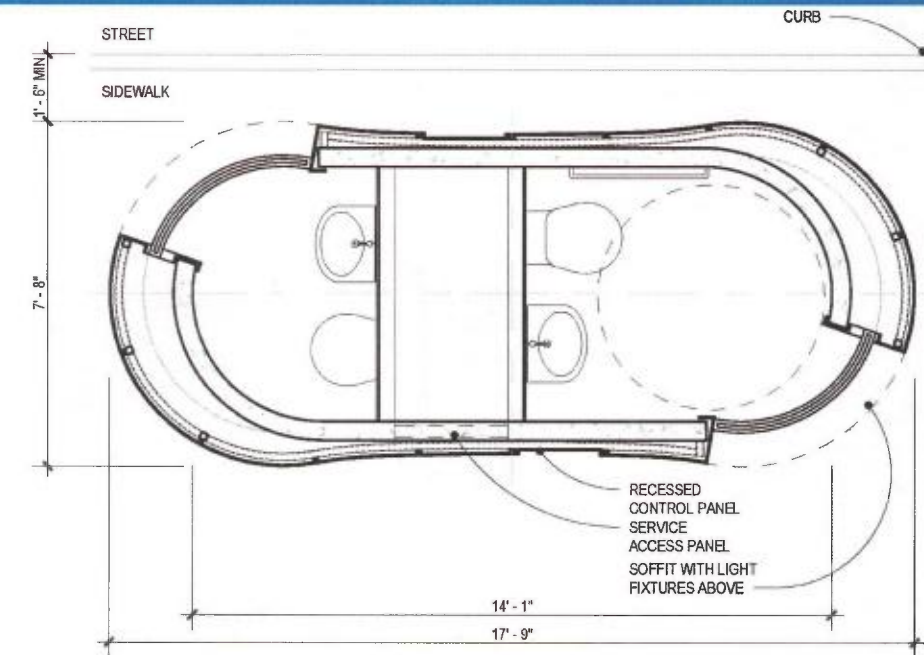 CURB
STREET
1' - 6" MIN
SIDEWALK
7' - 8"
RECESSED
CONTROL PANEL
SERVICE
ACCESS PANEL
SOFFIT WITH LIGHT
FIXTURES ABOVE
14' - 1"
17' - 9"